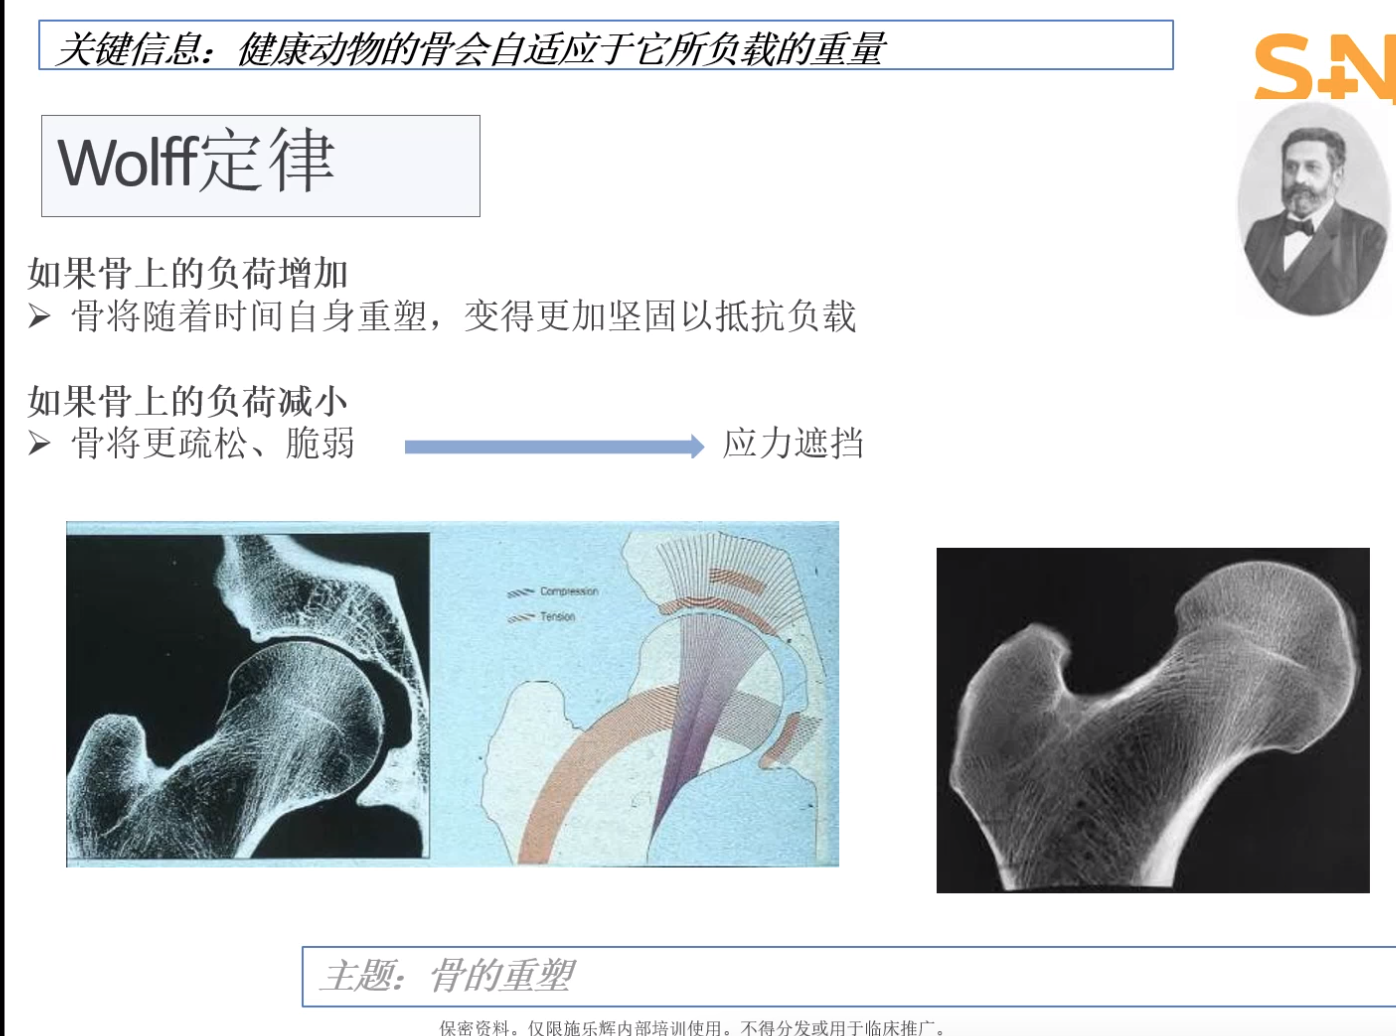 关键信息：健康动物的骨会自适应于它所负载的重量
S+N
Wolff定律
如果骨上的负荷增加
➢ 骨将随着时间自身重塑，变得更加坚固以抵抗负载
如果骨上的负荷减小
➢ 骨将更疏松、脆弱
应力遮挡
Compression
Tension
主题：骨的重塑
保密资料。仅限施乐辉内部培训使用。不得分发或用于临床推广。